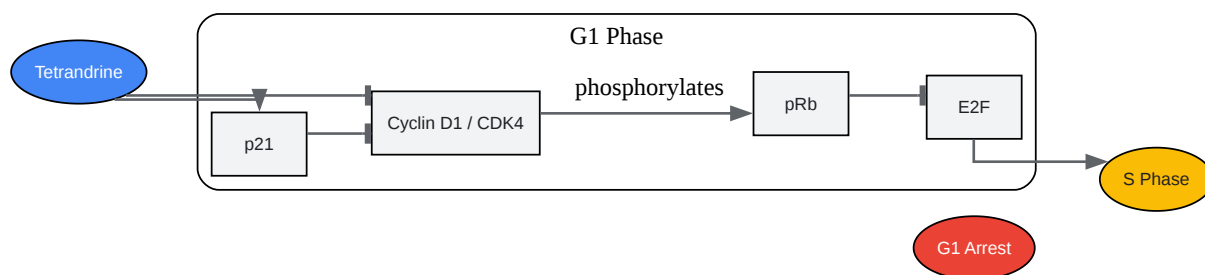 G1 Phase
Tetrandrine
phosphorylates
p21
Cyclin D1 / CDK4
pRb
E2F
S Phase
G1 Arrest